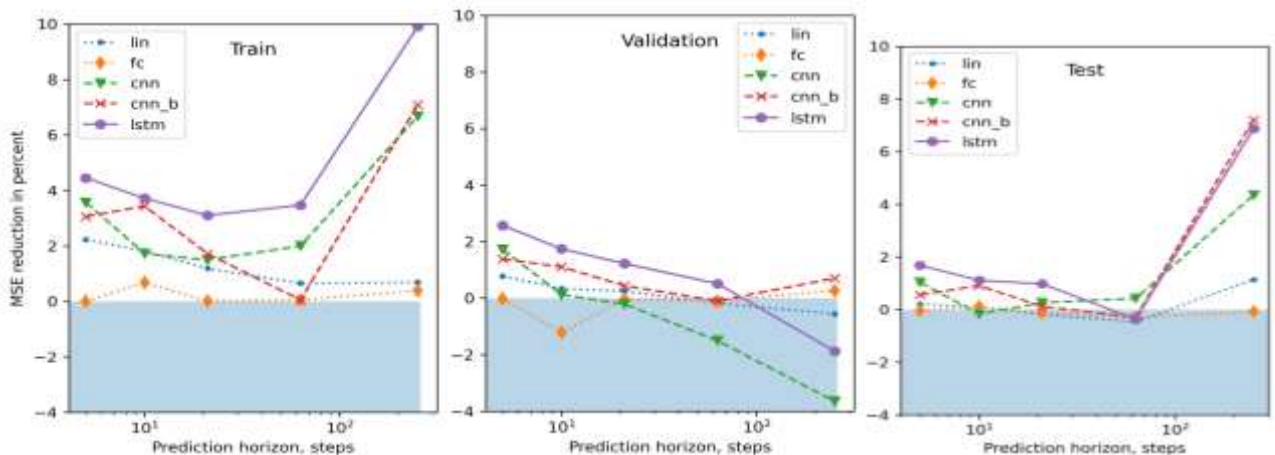 MSE reduction in percent
10
8
6
4
2
0
−2
−4
Train
lin
fc
cnn
cnn_b
lstm
10¹
10²
Prediction horizon, steps
10
8
6
4
2
0
−2
−4
Validation
lin
fc
cnn
cnn_b
lstm
10¹
10²
Prediction horizon, steps
10
8
6
4
2
0
−2
−4
Test
lin
fc
cnn
cnn_b
lstm
10¹
10²
Prediction horizon, steps